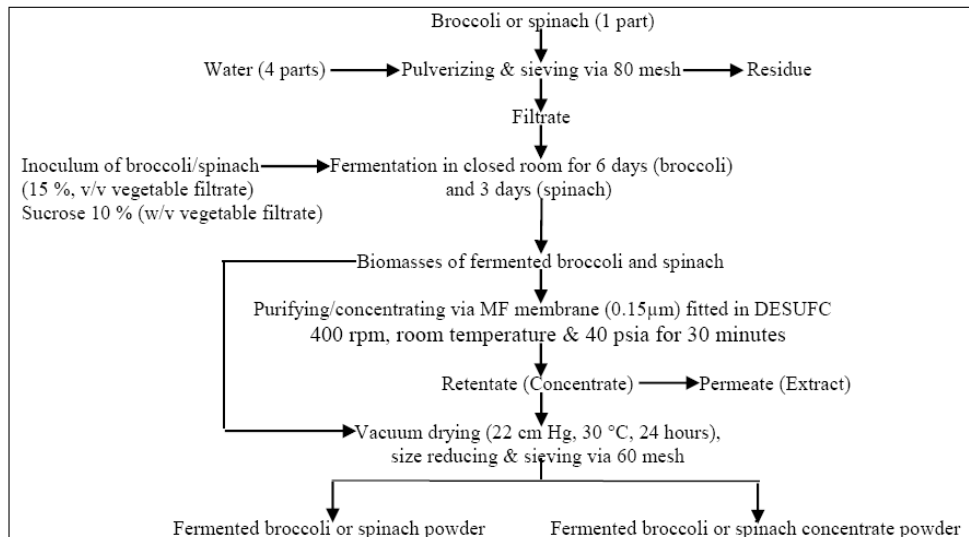 Broccoli or spinach (1 part)
Water (4 parts) Pulverizing & sieving via 80 mesh Residue
Filtrate
Inoculum of broccoli/spinach Fermentation in closed room for 6 days (broccoli)
(15 %, v/v vegetable filtrate) and 3 days (spinach)
Sucrose 10 % (w/v vegetable filtrate)
Biomasses of fermented broccoli and spinach
Purifying/concentrating via MF membrane (0.15µm) fitted in DESUFC
400 rpm, room temperature & 40 psia for 30 minutes
Retentate (Concentrate) Permeate (Extract)
Vacuum drying (22 cm Hg, 30 °C, 24 hours),
size reducing & sieving via 60 mesh
Fermented broccoli or spinach powder Fermented broccoli or spinach concentrate powder